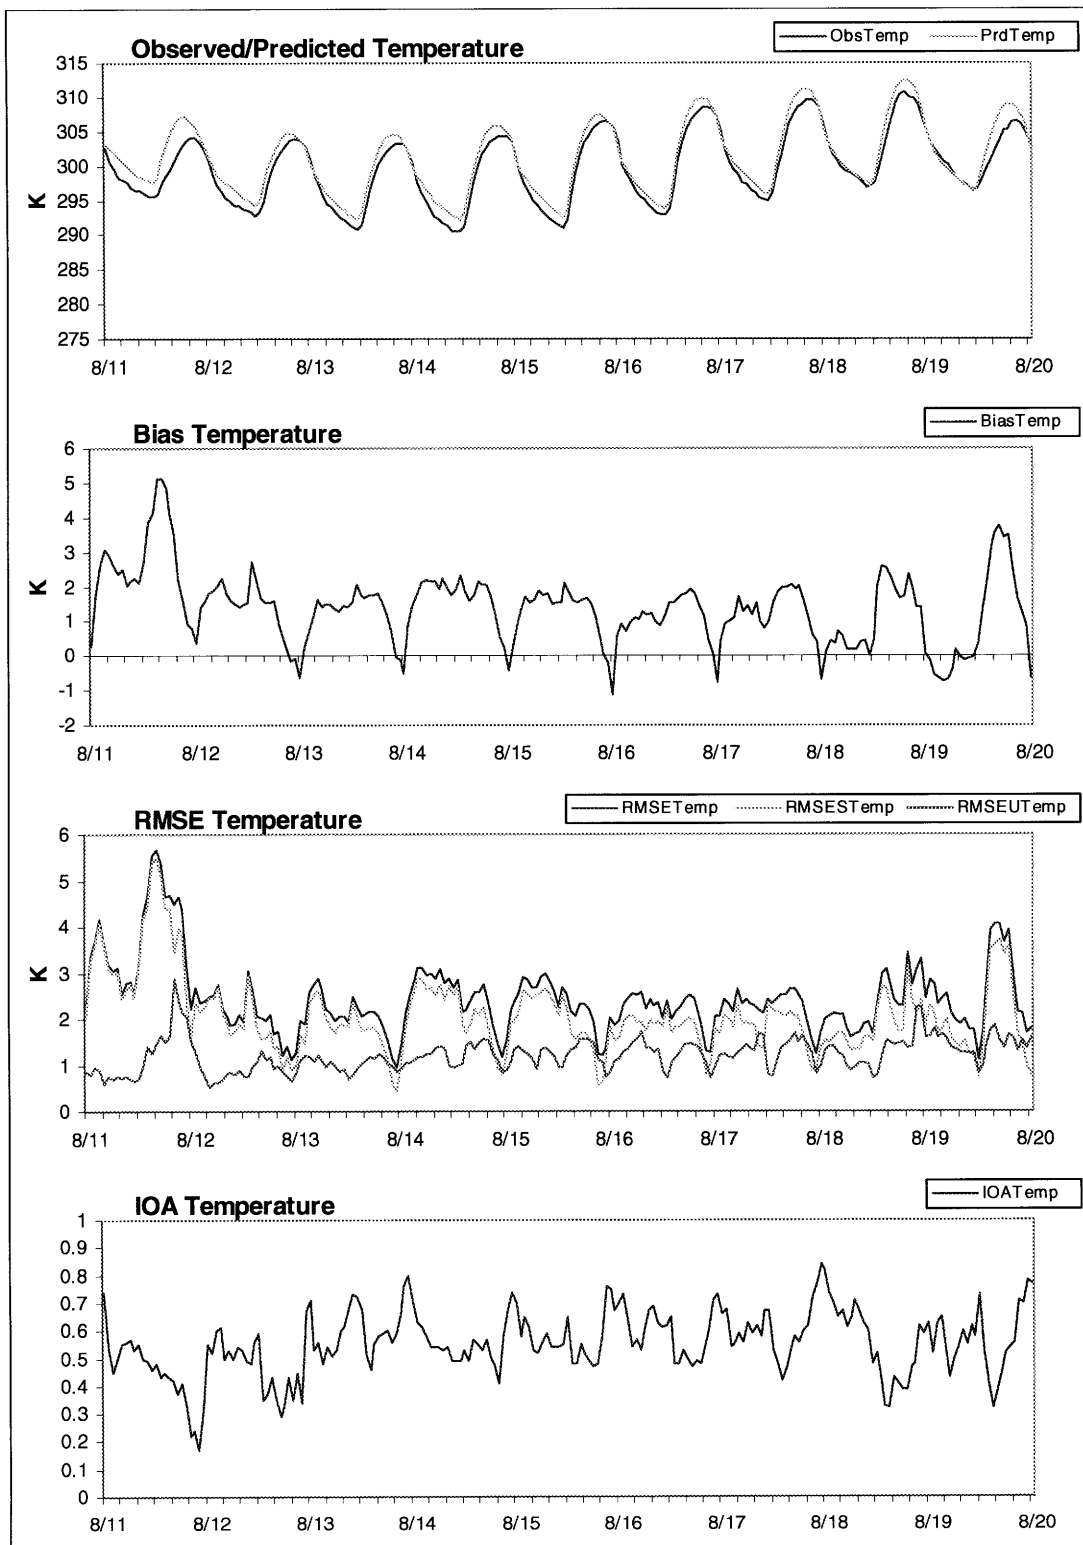 Observed/Predicted Temperature
ObsTemp PrdTemp
315
310
305
300
295
290
285
280
275
K
8/11 8/12 8/13 8/14 8/15 8/16 8/17 8/18 8/19 8/20
Bias Temperature
BiasTemp
6
5
4
3
2
1
0
-1
-2
K
8/11 8/12 8/13 8/14 8/15 8/16 8/17 8/18 8/19 8/20
RMSE Temperature
RMSETemp RMSESTemp RMSEUTemp
6
5
4
3
2
1
0
K
8/11 8/12 8/13 8/14 8/15 8/16 8/17 8/18 8/19 8/20
IOA Temperature
IOATemp
1
0.9
0.8
0.7
0.6
0.5
0.4
0.3
0.2
0.1
0
8/11 8/12 8/13 8/14 8/15 8/16 8/17 8/18 8/19 8/20